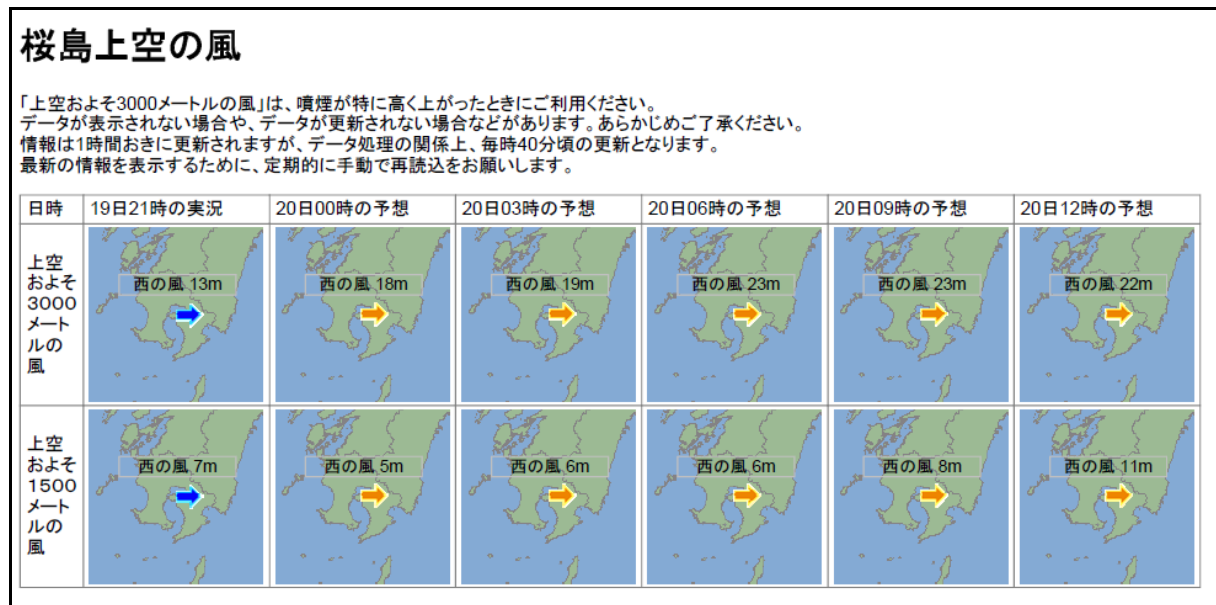 桜島上空の風
「上空およそ3000メートルの風」は、噴煙が特に高く上がったときにご利用ください。
データが表示されない場合や、データが更新されない場合などがあります。あらかじめご了承ください。
情報は1時間おきに更新されますが、データ処理の関係上、毎時40分頃の更新となります。
最新の情報を表示するために、定期的に手動で再読込をお願いします。
日時 19日21時の実況 20日00時の予想 20日03時の予想 20日06時の予想 20日09時の予想 20日12時の予想
上空
およそ
3000
メート
ルの
風
西の風 13m 西の風 18m 西の風 19m 西の風 23m 西の風 23m 西の風 22m
上空
およそ
1500
メート
ルの
風
西の風 7m 西の風 5m 西の風 6m 西の風 6m 西の風 8m 西の風 11m